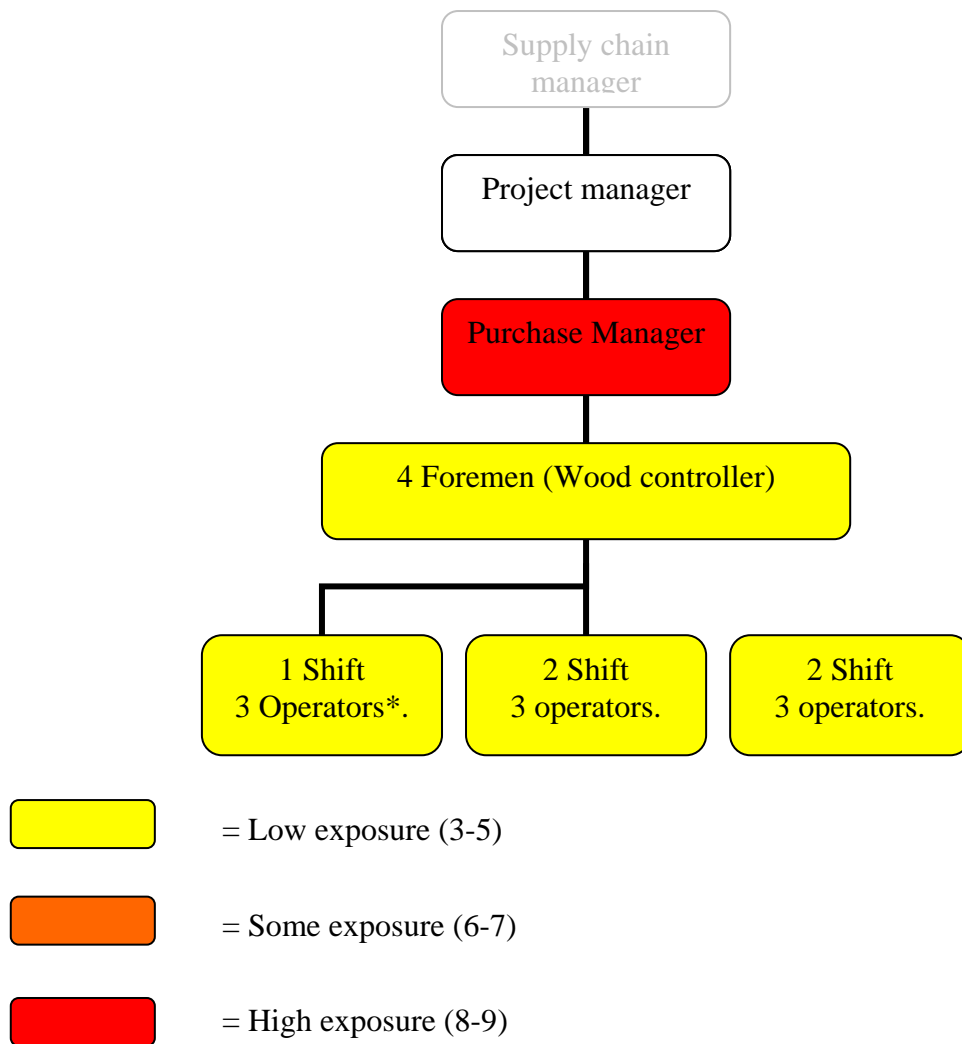 Supply chain
manager
Project manager
Purchase Manager
4 Foremen (Wood controller)
1 Shift
3 Operators*.
2 Shift
3 operators.
2 Shift
3 operators.
= Low exposure (3-5)
= Some exposure (6-7)
= High exposure (8-9)